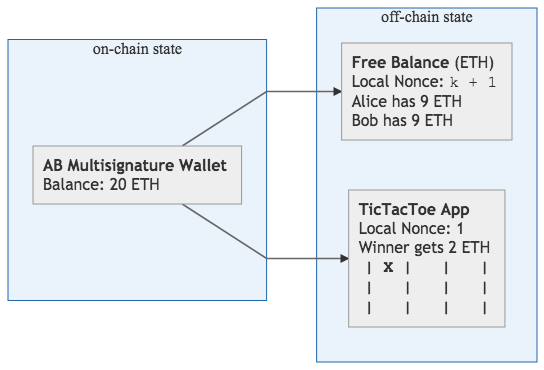 on-chain state
AB Multisignature Wallet
Balance: 20 ETH
off-chain state
Free Balance (ETH)
Local Nonce: k + 1
Alice has 9 ETH
Bob has 9 ETH
TicTacToe App
Local Nonce: 1
Winner gets 2 ETH
| X | | |
| | | |
| | | |